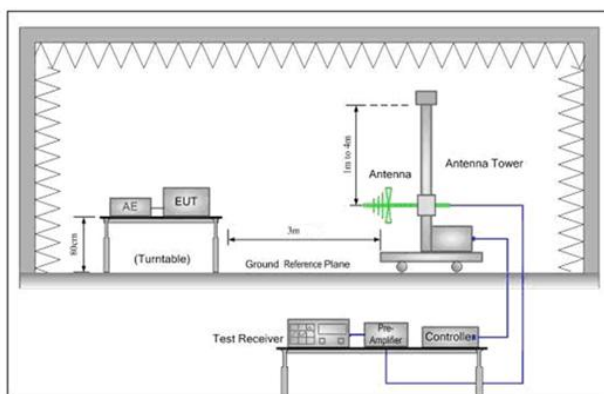 1m to 4m
Antenna
Antenna Tower
AE
EUT
80cm
(Turntable)
3m
Ground Reference Plane
Test Receiver
Pre-
Amplifier
Controller